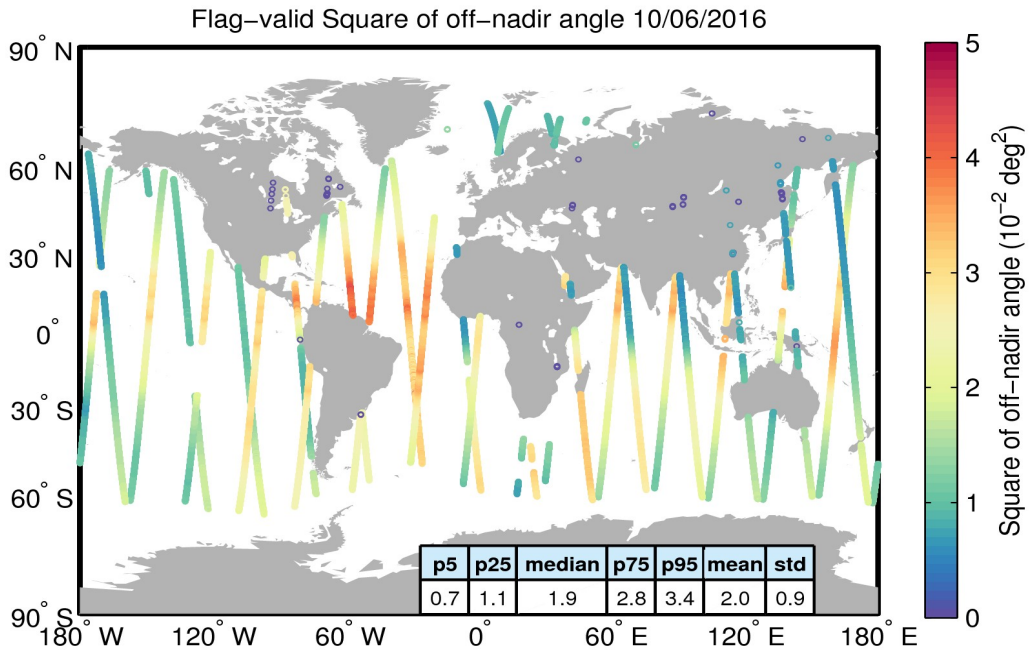 Flag−valid Square of off−nadir angle 10/06/2016
90° N
60° N
30° N
0°
30° S
60° S
90° S
180° W
120° W
60° W
0°
60° E
120° E
180° E
p5 p25 median p75 p95 mean std
0.7 1.1 1.9 2.8 3.4 2.0 0.9
5
4
3
2
1
0
Square of off−nadir angle (10⁻² deg²)